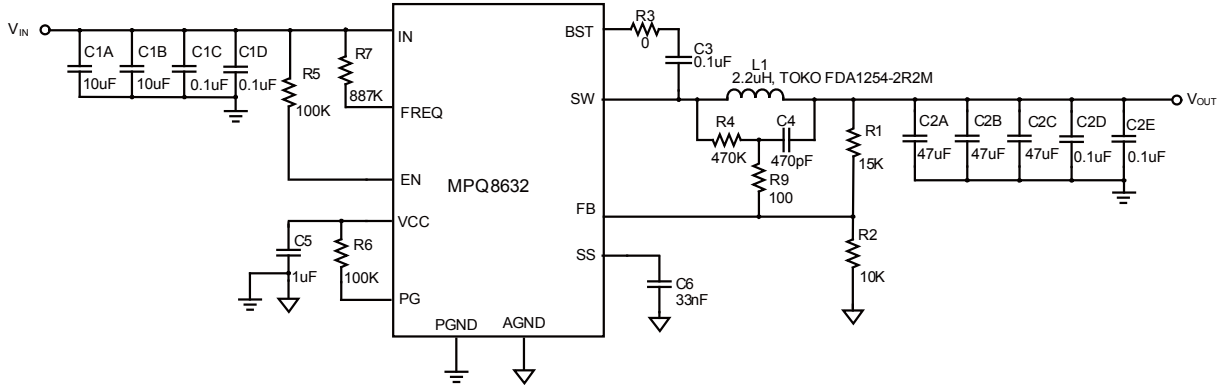 VIN
C1A
10uF
C1B
10uF
C1C
0.1uF
C1D
0.1uF
R5
100K
R7
887K
C5
1uF
R6
100K
IN
FREQ
EN
VCC
PG
PGND
AGND
MPQ8632
BST
SW
FB
SS
R3
0
C3
0.1uF
L1
2.2uH, TOKO FDA1254-2R2M
R4
470K
C4
470pF
R9
100
R1
15K
R2
10K
C6
33nF
C2A
47uF
C2B
47uF
C2C
47uF
C2D
0.1uF
C2E
0.1uF
VOUT